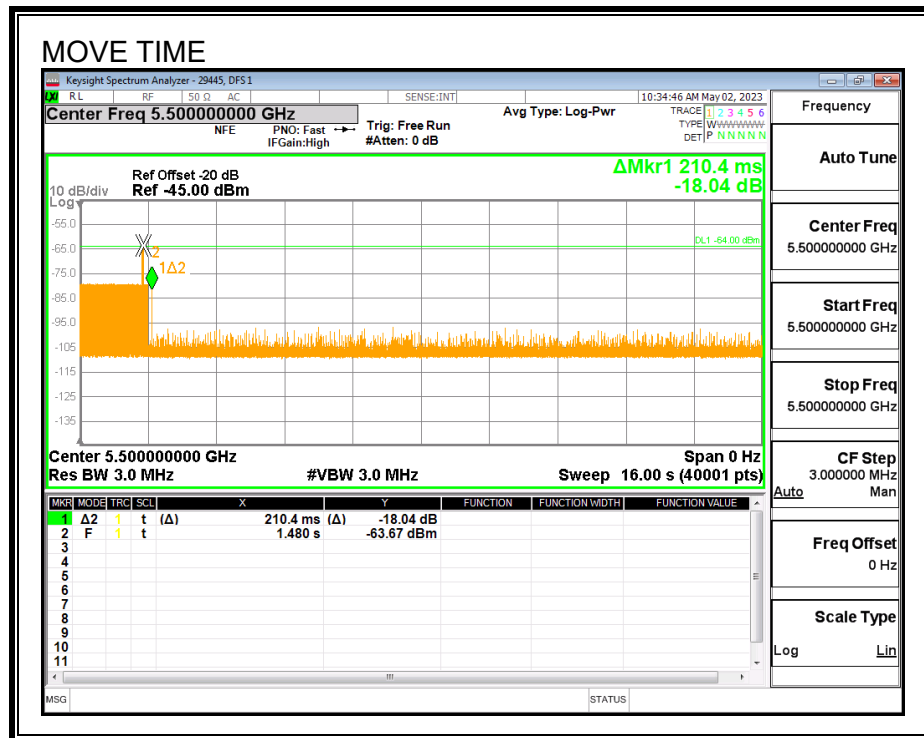 MOVE TIME
Keysight Spectrum Analyzer - 29445, DFS 1
LXI RL RF 50 Ω AC SENSE:INT 10:34:46 AM May 02, 2023
Center Freq 5.500000000 GHz Avg Type: Log-Pwr TRACE 1 2 3 4 5 6
NFE PNO: Fast Trig: Free Run TYPE WWWWWW
IFGain:High #Atten: 0 dB DET P N N N N N
ΔMkr1 210.4 ms
-18.04 dB
Ref Offset -20 dB
10 dB/div Ref -45.00 dBm
Log
-55.0
-65.0
-75.0
-85.0
-95.0
-105
-115
-125
-135
DL1 -64.00 dBm
2
1Δ2
Center 5.500000000 GHz Span 0 Hz
Res BW 3.0 MHz #VBW 3.0 MHz Sweep 16.00 s (40001 pts)
MKR MODE TRC SCL X Y FUNCTION FUNCTION WIDTH FUNCTION VALUE
1 Δ2 1 t (Δ) 210.4 ms (Δ) -18.04 dB
2 F 1 t 1.480 s -63.67 dBm
3
4
5
6
7
8
9
10
11
MSG STATUS
Frequency
Auto Tune
Center Freq
5.500000000 GHz
Start Freq
5.500000000 GHz
Stop Freq
5.500000000 GHz
CF Step
3.000000 MHz
Auto Man
Freq Offset
0 Hz
Scale Type
Log Lin